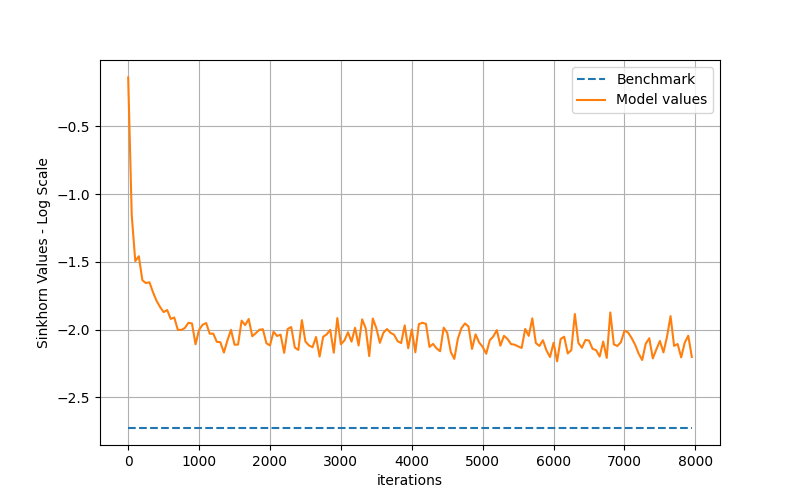 Benchmark
Model values
−0.5
−1.0
−1.5
−2.0
−2.5
Sinkhorn Values - Log Scale
0 1000 2000 3000 4000 5000 6000 7000 8000
iterations